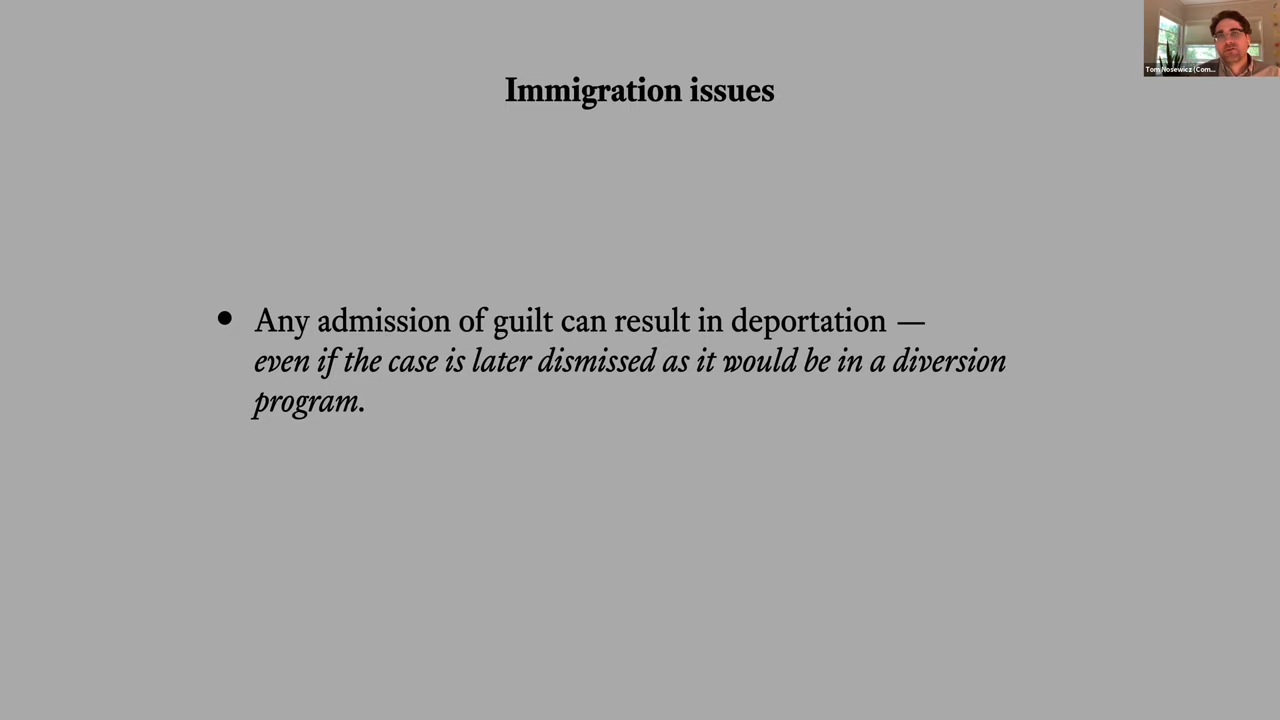 Immigration issues
• Any admission of guilt can result in deportation —
even if the case is later dismissed as it would be in a diversion
program.
Tom Nosewicz (Com...